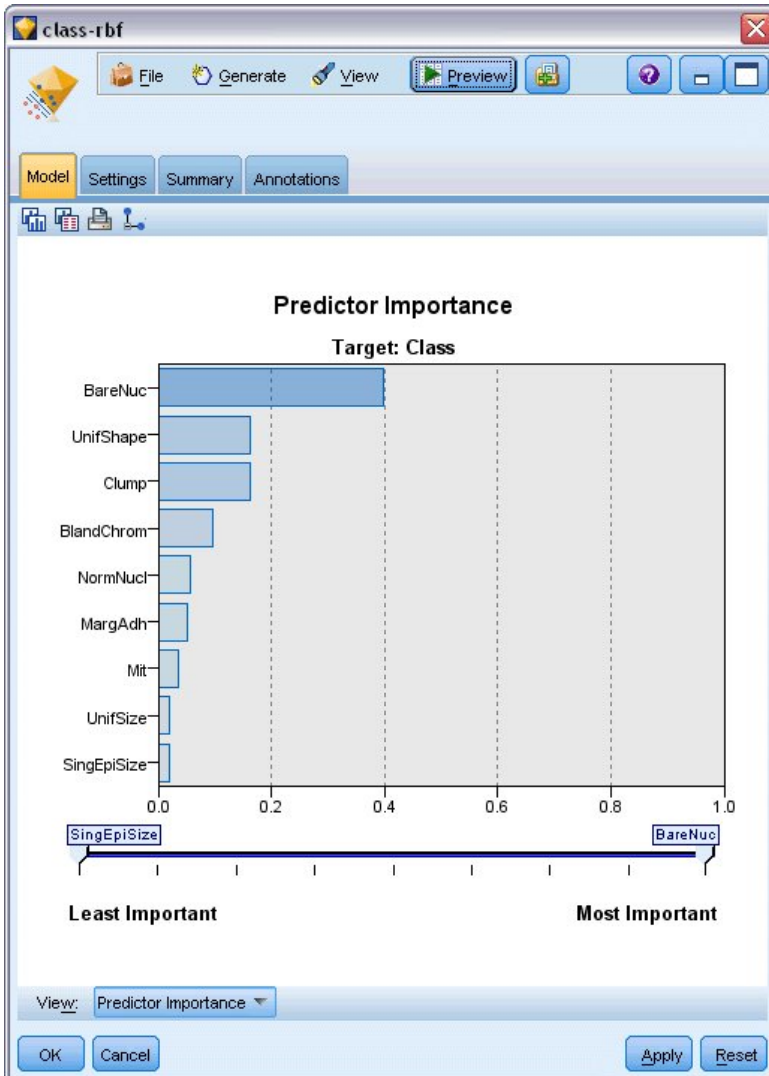 class-rbf
File Generate View Preview
Model Settings Summary Annotations
Predictor Importance
Target: Class
BareNuc
UnifShape
Clump
BlandChrom
NormNucl
MargAdh
Mit
UnifSize
SingEpiSize
0.0 0.2 0.4 0.6 0.8 1.0
SingEpiSize BareNuc
Least Important Most Important
View: Predictor Importance
OK Cancel Apply Reset